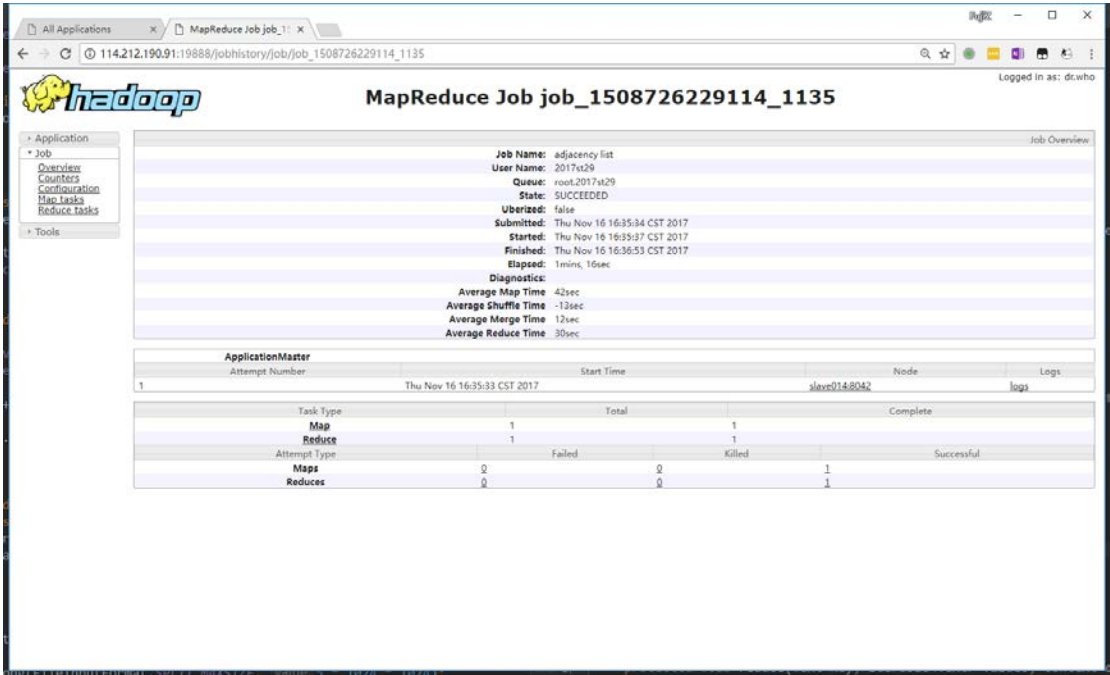 All Applications
MapReduce Job job_1
114.212.190.91:19888/jobhistory/job/job_1508726229114_1135
Logged in as: dr.who
hadoop
MapReduce Job job_1508726229114_1135
Application
Job
Overview
Counters
Configuration
Map tasks
Reduce tasks
Tools
Job Overview
Job Name: adjacency list
User Name: 2017st29
Queue: root.2017st29
State: SUCCEEDED
Uberized: false
Submitted: Thu Nov 16 16:35:34 CST 2017
Started: Thu Nov 16 16:35:37 CST 2017
Finished: Thu Nov 16 16:36:53 CST 2017
Elapsed: 1mins, 16sec
Diagnostics:
Average Map Time 42sec
Average Shuffle Time -13sec
Average Merge Time 12sec
Average Reduce Time 30sec
ApplicationMaster
Attempt Number Start Time Node Logs
1 Thu Nov 16 16:35:33 CST 2017 slave014:8042 logs
Task Type Total Complete
Map 1 1
Reduce 1 1
Attempt Type Failed Killed Successful
Maps 0 0 1
Reduces 0 0 1